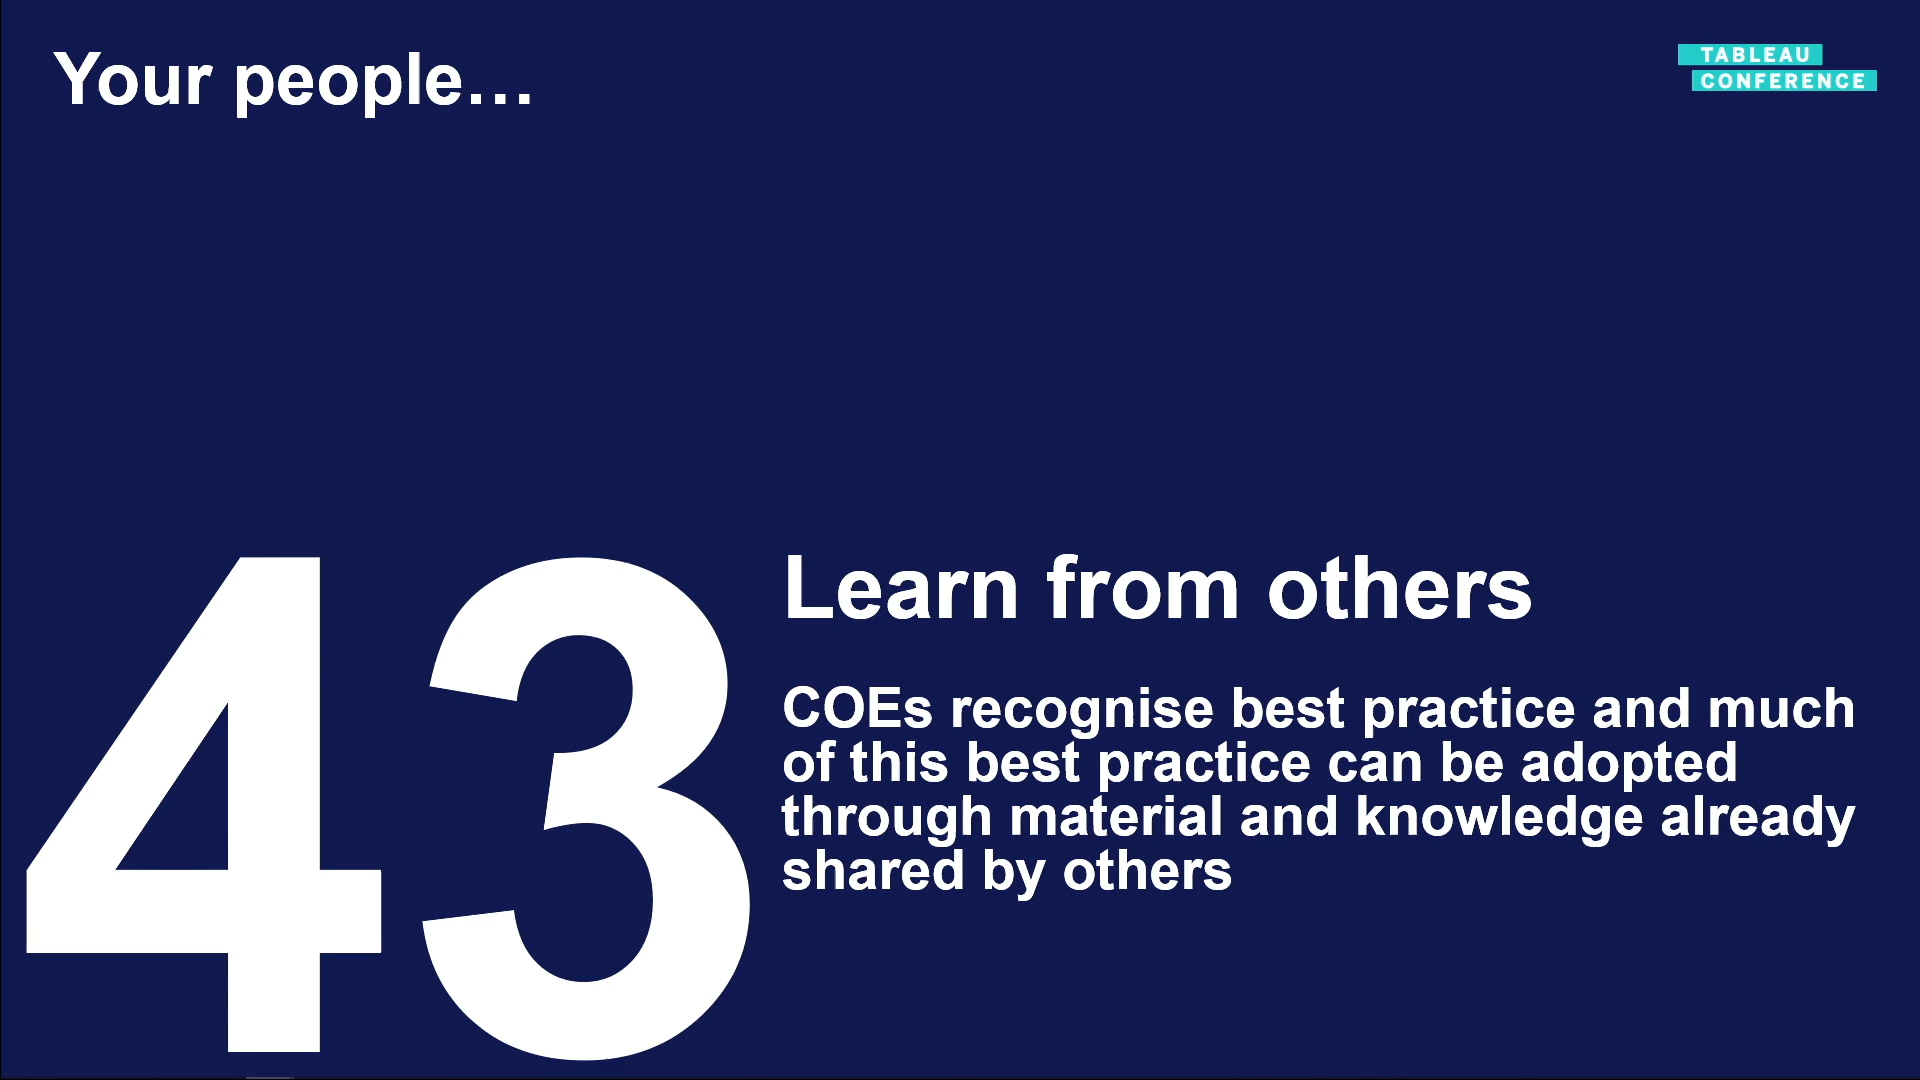 Your people…
TABLEAU
CONFERENCE
43
Learn from others
COEs recognise best practice and much
of this best practice can be adopted
through material and knowledge already
shared by others